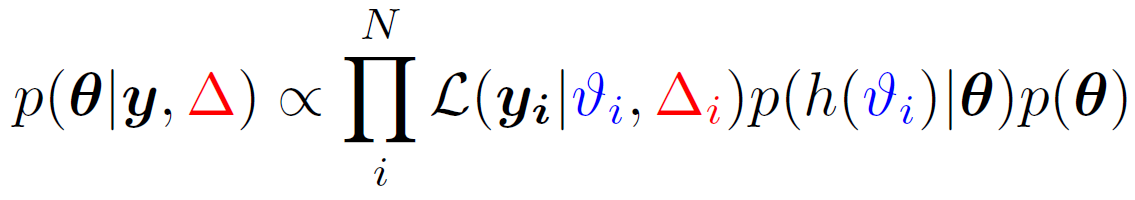 p(θ|y, Δ) ∝ ∏_i^N ℒ(y_i|ϑ_i, Δ_i)p(h(ϑ_i)|θ)p(θ)